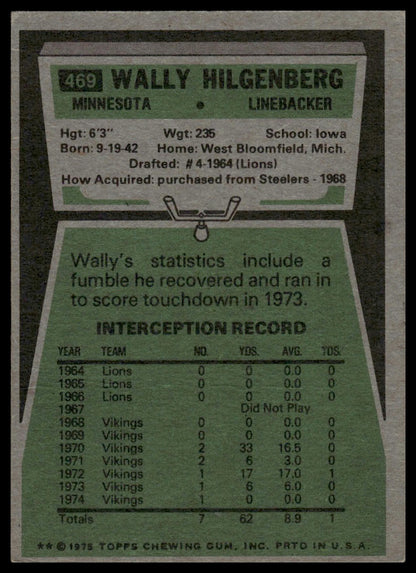 469 WALLY HILGENBERG
MINNESOTA • LINEBACKER
Hgt: 6'3" Wgt: 235 School: Iowa
Born: 9-19-42 Home: West Bloomfield, Mich.
Drafted: #4-1964 (Lions)
How Acquired: purchased from Steelers - 1968
Wally's statistics include a
fumble he recovered and ran in
to score touchdown in 1973.
INTERCEPTION RECORD
YEAR TEAM NO. YDS. AVG. TDS.
1964 Lions 0 0 0 0
1965 Lions 0 0 0 0
1966 Lions 0 0 0 0
1967 Did Not Play
1968 Vikings 0 0 0 0
1969 Vikings 0 0 0 0
1970 Vikings 2 33 16.5 0
1971 Vikings 2 6 3.0 0
1972 Vikings 1 17 17.0 1
1973 Vikings 1 6 6.0 0
1974 Vikings 1 0 0 0
Totals 7 62 8.9 1
** © 1975 TOPPS CHEWING GUM, INC. PRTD IN U.S.A.